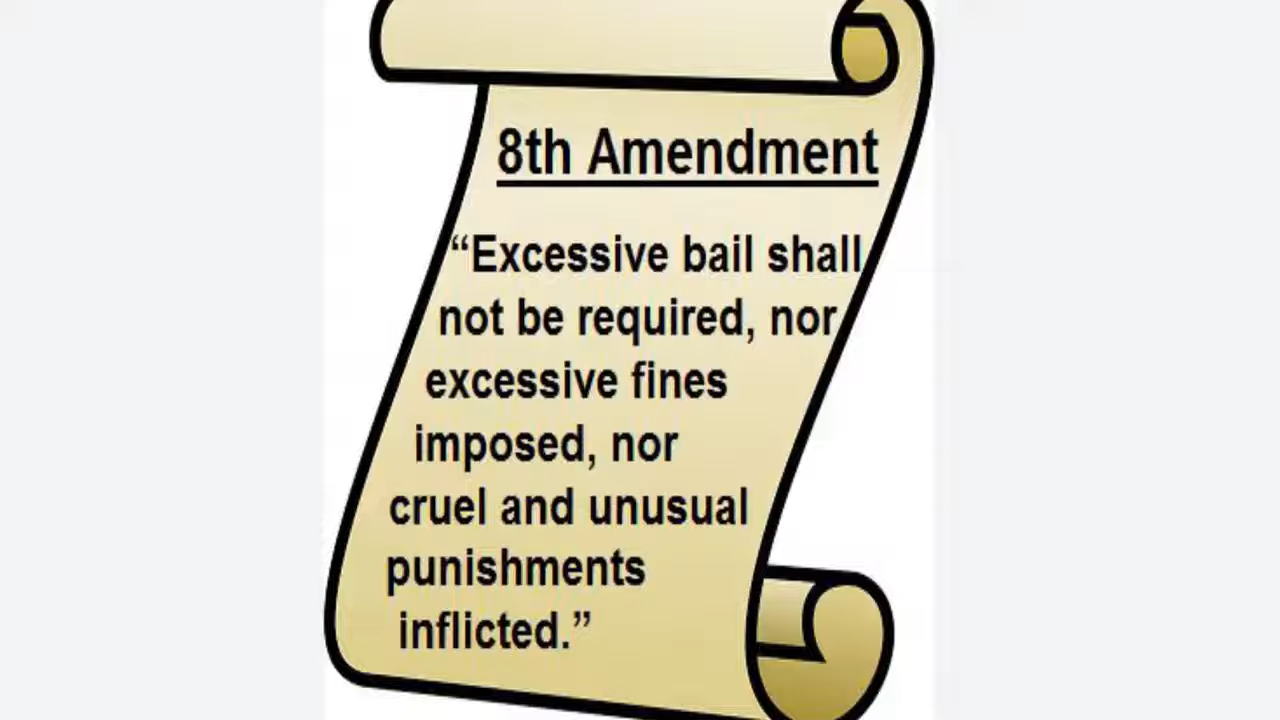 8th Amendment
“Excessive bail shall
not be required, nor
excessive fines
imposed, nor
cruel and unusual
punishments
inflicted.”